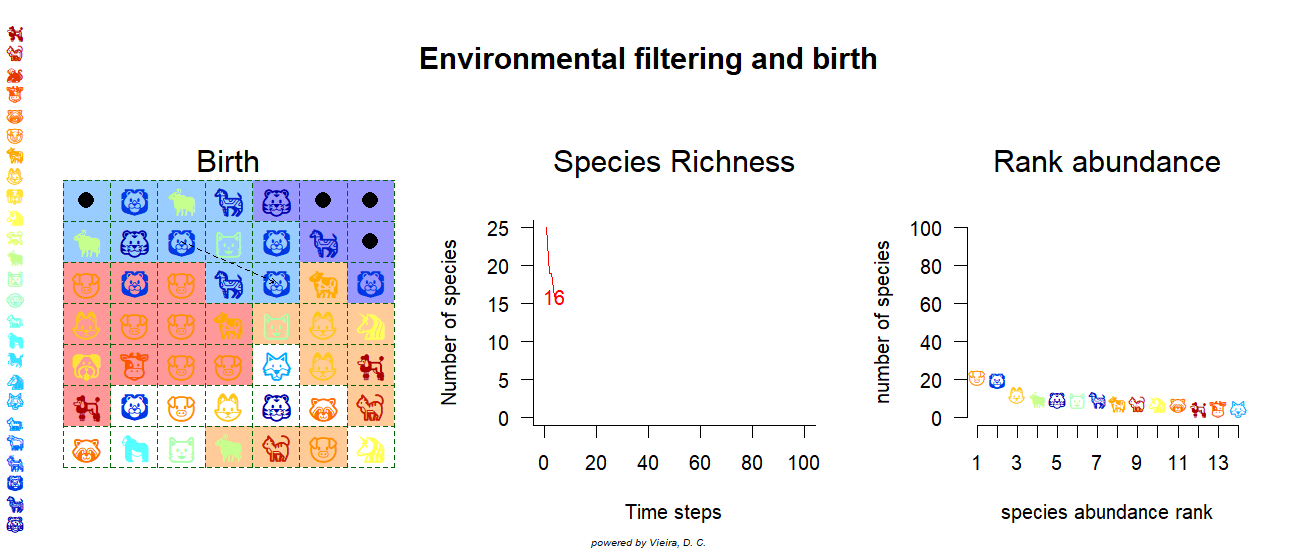 Environmental filtering and birth
Birth
Species Richness
Rank abundance
Number of species
25
20
15
10
5
0
16
0 20 40 60 80 100
Time steps
number of species
100
80
60
40
20
0
1 3 5 7 9 11 13
species abundance rank
powered by Vieira, D. C.